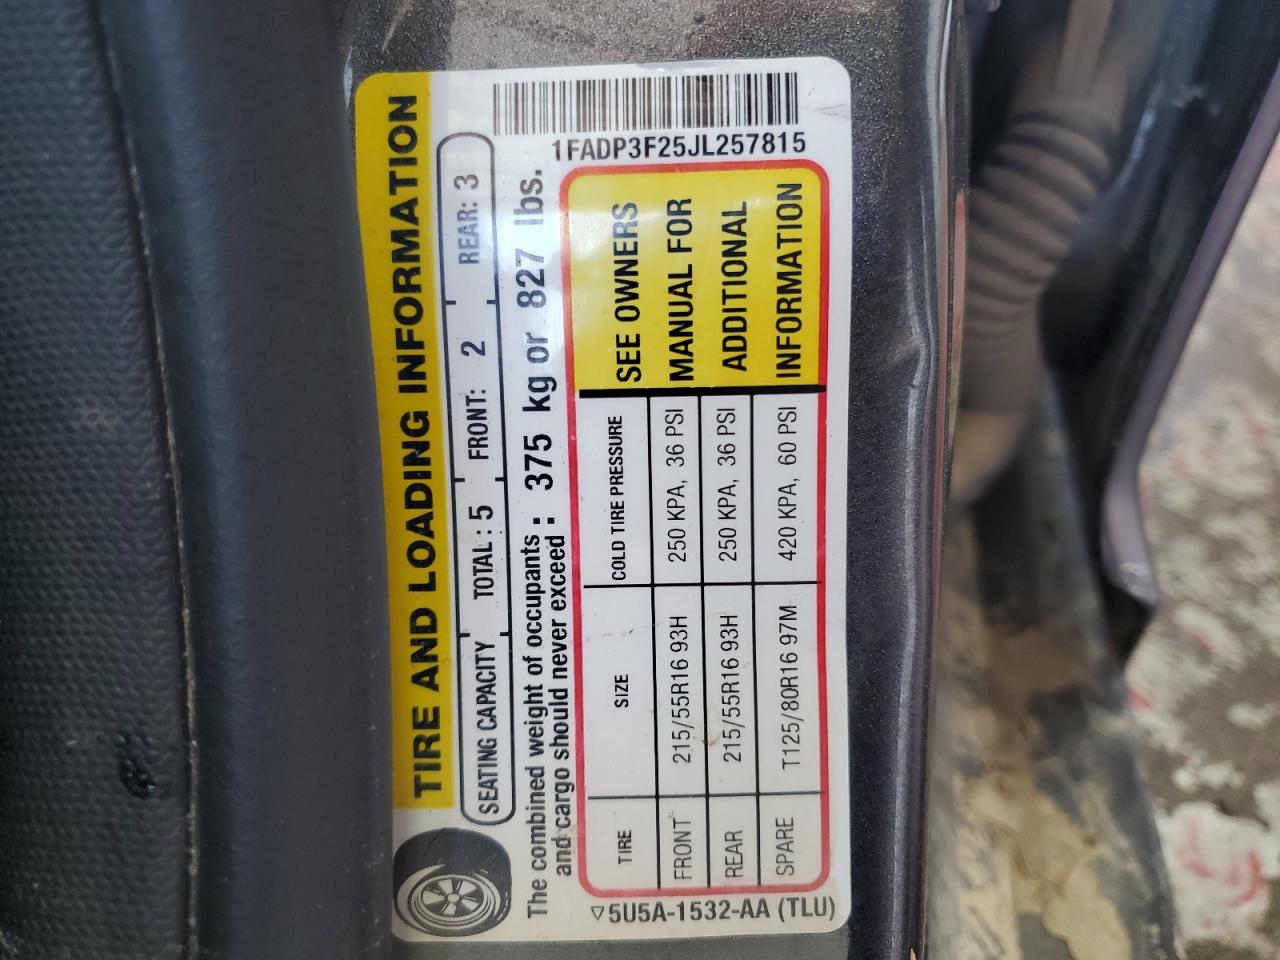 TIRE AND LOADING INFORMATION
SEATING CAPACITY TOTAL : 5 FRONT: 2 REAR: 3
The combined weight of occupants : 375 kg or 827 lbs.
and cargo should never exceed :
1FADP3F25JL257815
TIRE SIZE COLD TIRE PRESSURE SEE OWNERS
FRONT 215/55R16 93H 250 KPA, 36 PSI MANUAL FOR
REAR 215/55R16 93H 250 KPA, 36 PSI ADDITIONAL
SPARE T125/80R16 97M 420 KPA, 60 PSI INFORMATION
5U5A-1532-AA (TLU)